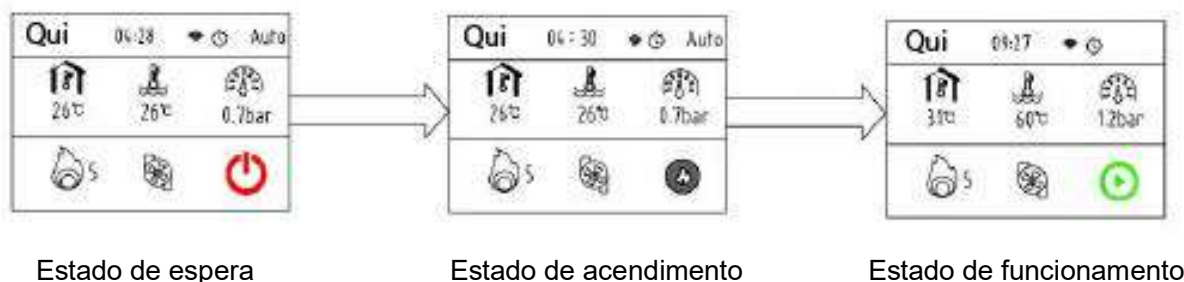 Qui 04:28 Auto
26℃ 26℃ 0.7bar
5
Qui 04:30 Auto
26℃ 26℃ 0.7bar
5
Qui 09:27
31℃ 60℃ 1.2bar
5
Estado de espera
Estado de acendimento
Estado de funcionamento